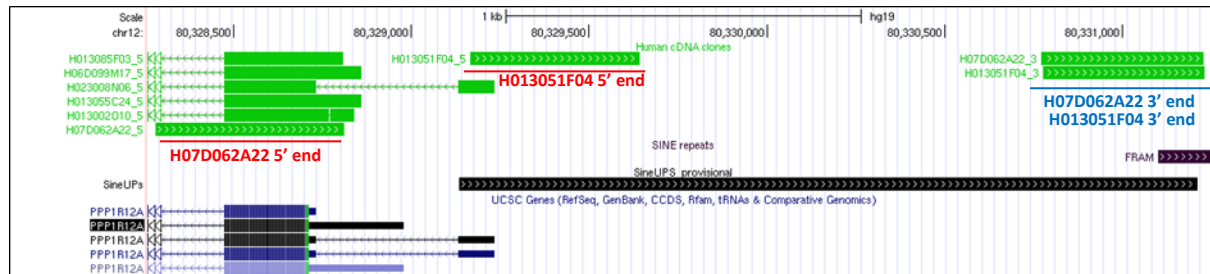 Scale 1 kb hg19
chr12: 80,328,500 80,329,000 80,329,500 80,330,000 80,330,500 80,331,000
Human cDNA clones
H013085F03_5 H013051F04_5 H07D062A22_3
H06D099M17_5 H013051F04_3
H013051F04 5’ end
H023008N06_5
H013055C24_5 H07D062A22 3’ end
H013002O10_5 H013051F04 3’ end
H07D062A22_5
SINE repeats
H07D062A22 5’ end FRAM
SineUPS_provisional
SineUPs
UCSC Genes (RefSeq, GenBank, CCDS, Rfam, tRNAs & Comparative Genomics)
PPP1R12A
PPP1R12A
PPP1R12A
PPP1R12A
PPP1R12A